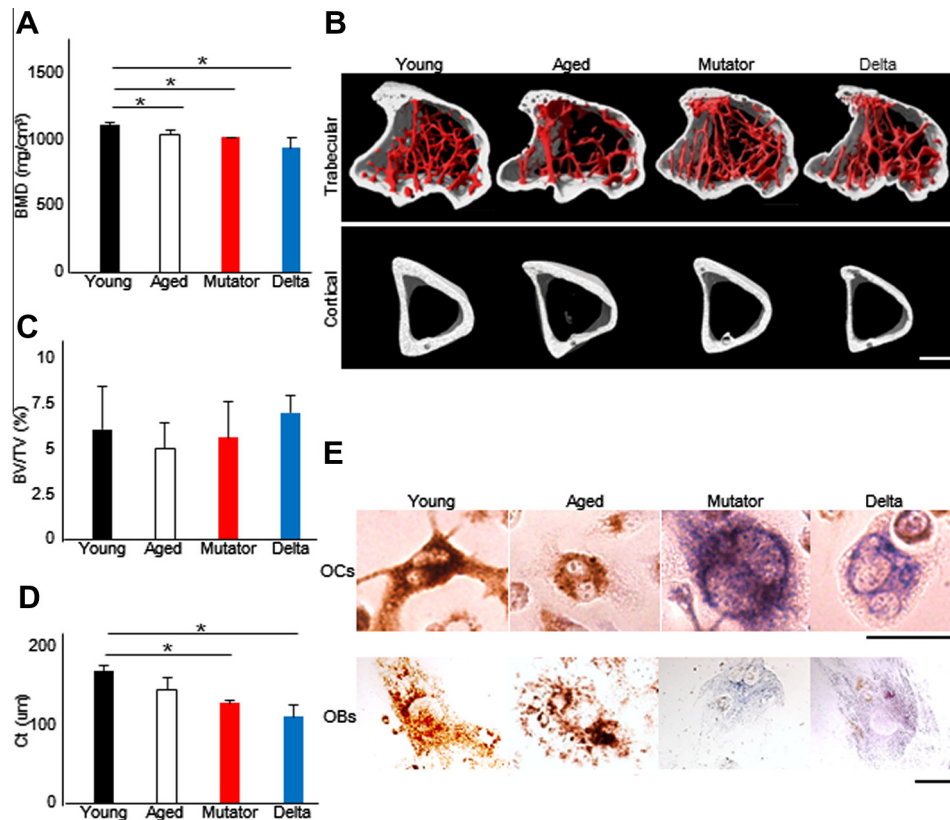 A
1500
1000
500
0
BMD (mg/cm³)
*
*
*
Young Aged Mutator Delta
B
Young Aged Mutator Delta
Trabecular
Cortical
C
10
7.5
5
2.5
0
BV/TV (%)
Young Aged Mutator Delta
D
200
100
0
Ct (um)
*
*
Young Aged Mutator Delta
E
Young Aged Mutator Delta
OCs
OBs